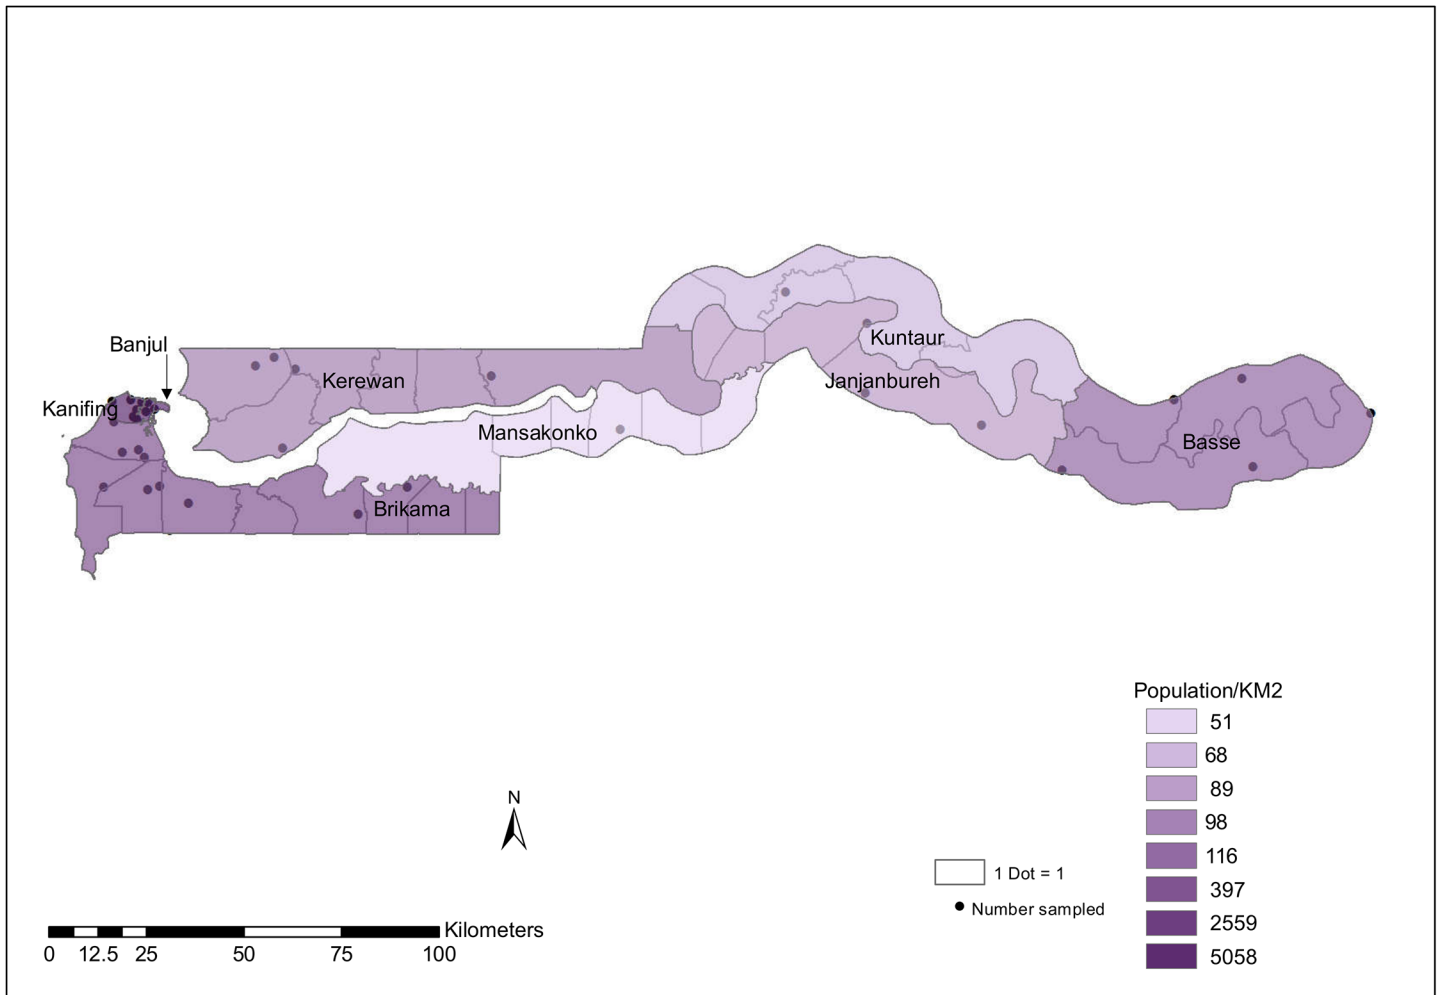 Banjul
Kanifing
Kerewan
Kuntaur
Janjanbureh
Mansakonko
Basse
Brikama
Population/KM2
51
68
89
98
116
397
2559
5058
N
1 Dot = 1
Number sampled
Kilometers
0 12.5 25 50 75 100